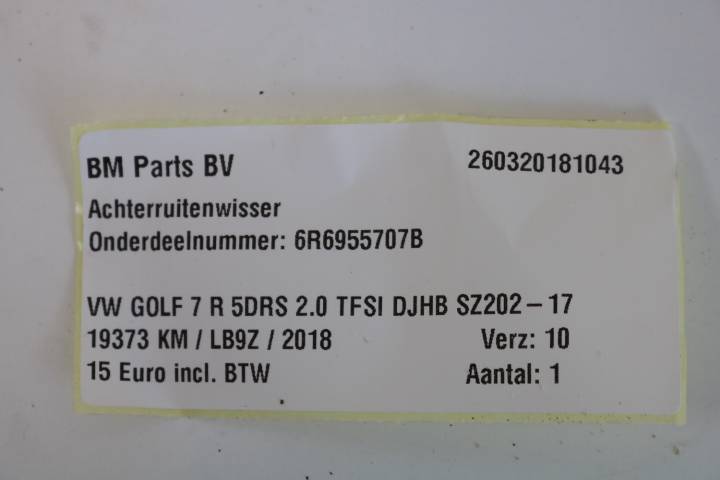 BM Parts BV 260320181043
Achterruitenwisser
Onderdeelnummer: 6R6955707B
VW GOLF 7 R 5DRS 2.0 TFSI DJHB SZ202-17
19373 KM / LB9Z / 2018 Verz: 10
15 Euro incl. BTW Aantal: 1